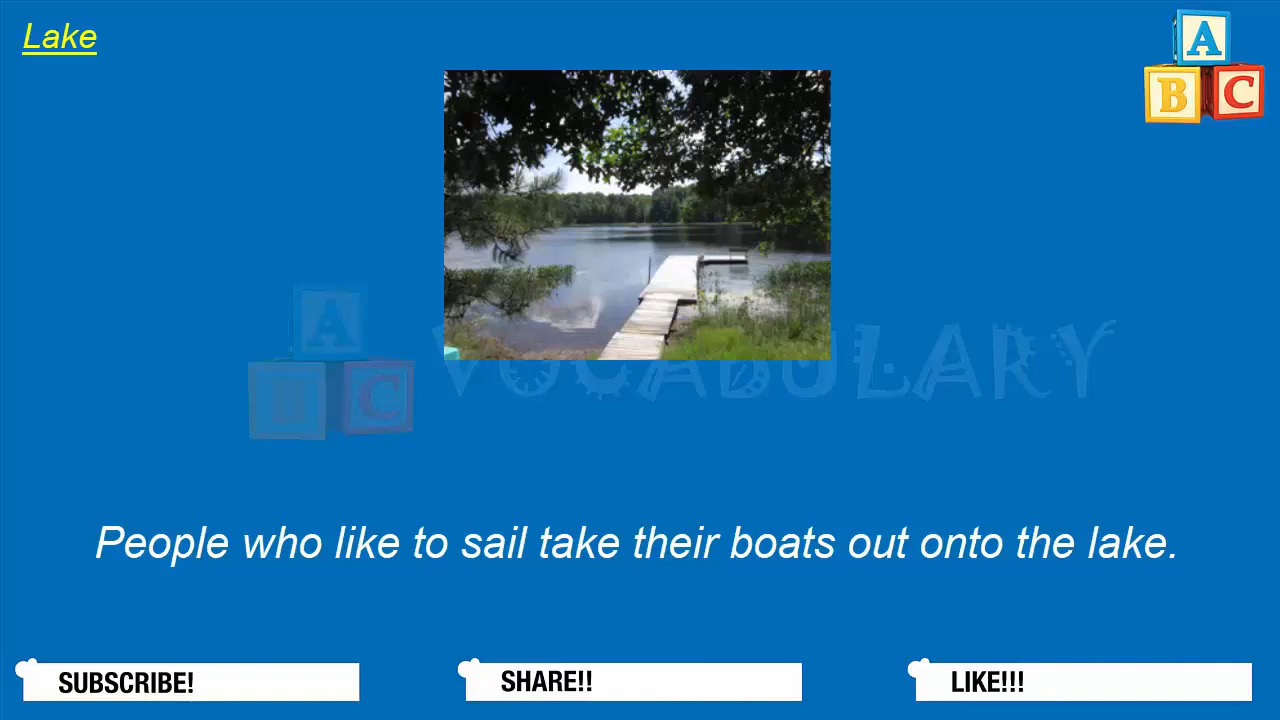 Lake
A
B C
A
B C
VOCABULARY
People who like to sail take their boats out onto the lake.
SUBSCRIBE!
SHARE!!
LIKE!!!